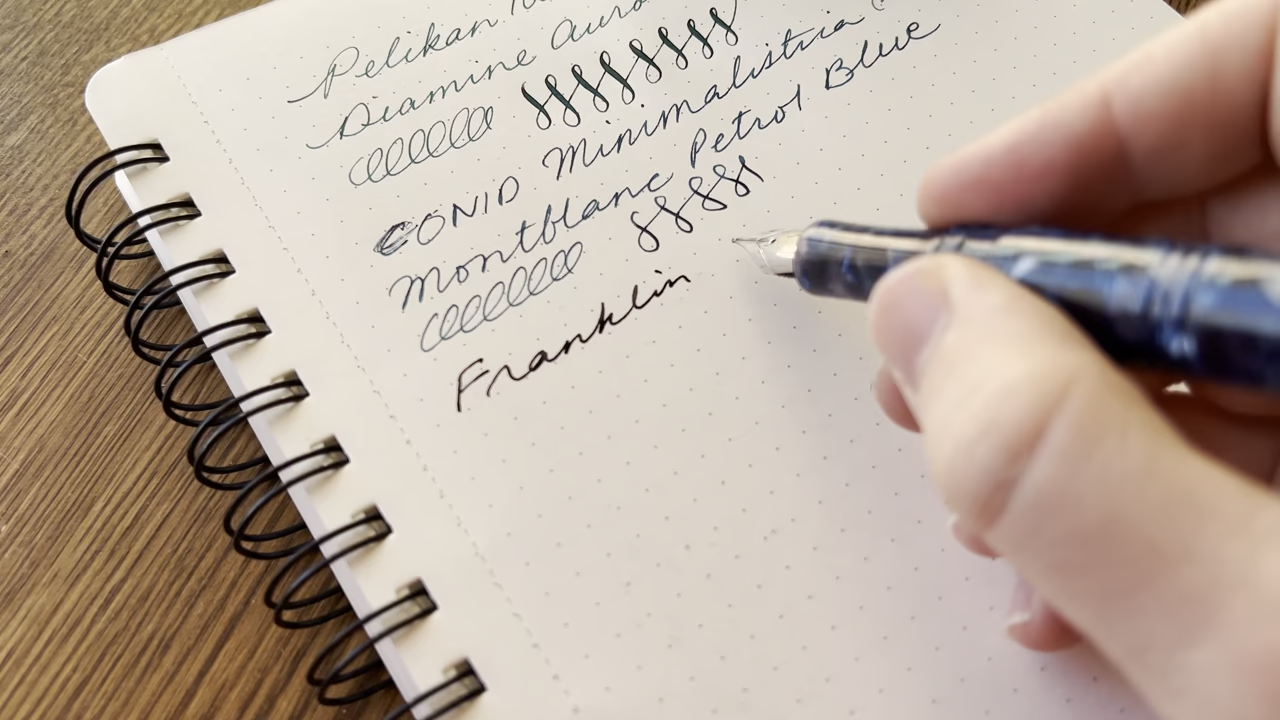 Pelikan
Diamine
CONID Minimalistica
Montblanc Petrol Blue
Franklin